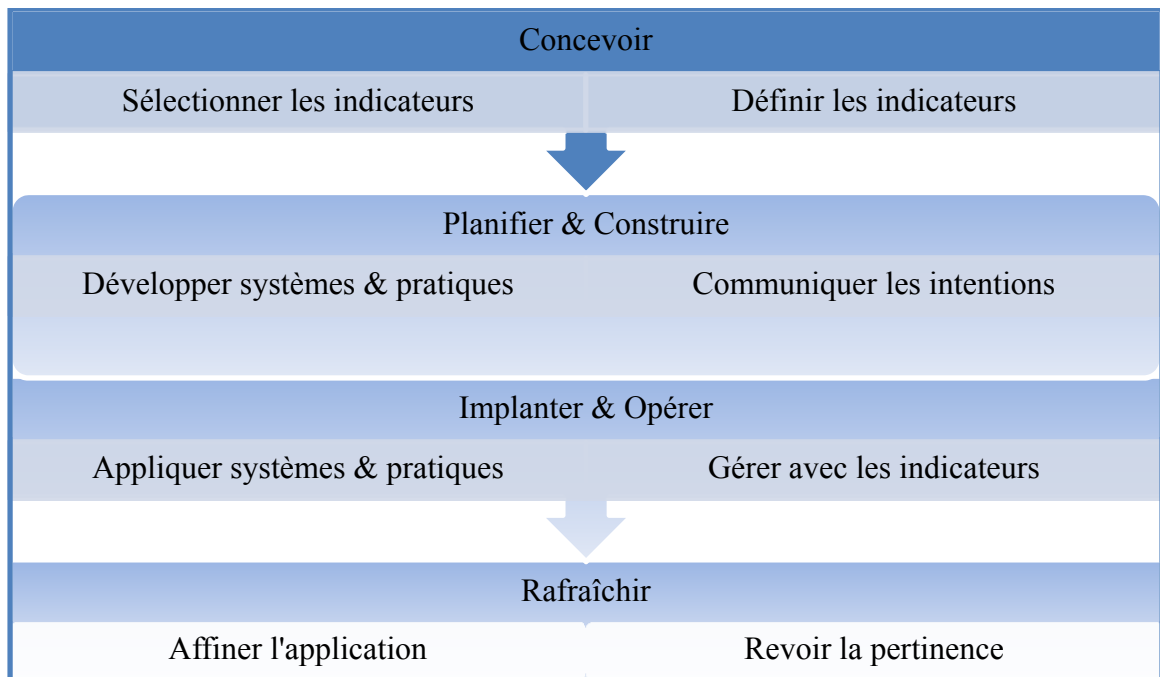 Concevoir
Sélectionner les indicateurs
Définir les indicateurs
Planifier & Construire
Développer systèmes & pratiques
Communiquer les intentions
Implanter & Opérer
Appliquer systèmes & pratiques
Gérer avec les indicateurs
Rafraîchir
Affiner l'application
Revoir la pertinence